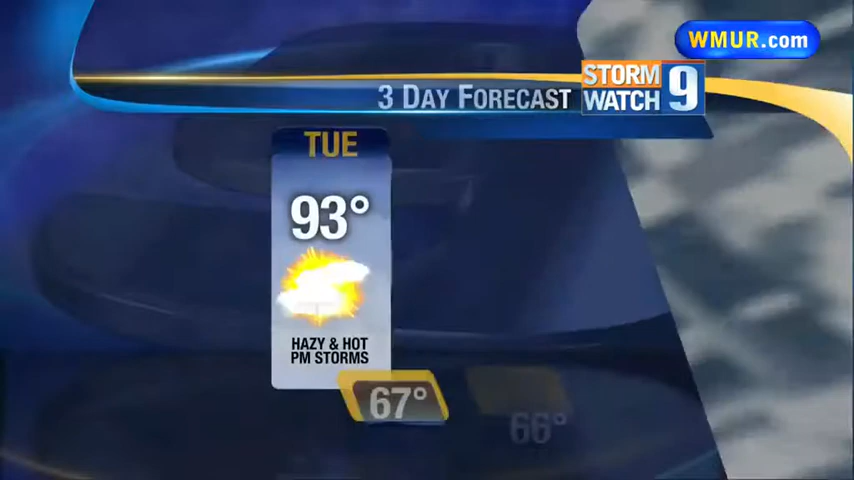 WMUR.com
3 DAY FORECAST
STORM
WATCH 9
TUE
93°
HAZY & HOT
PM STORMS
67°
66°